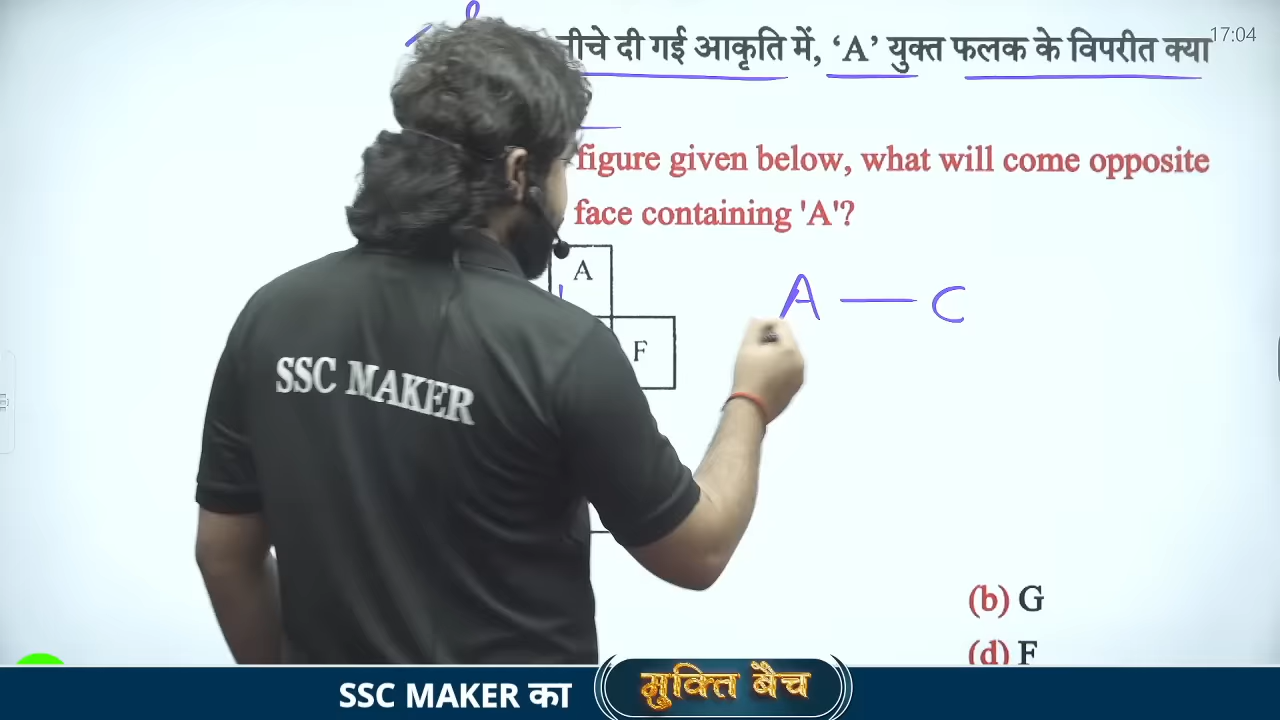 17:04
नीचे दी गई आकृति में, ‘A’ युक्त फलक के विपरीत क्या
figure given below, what will come opposite
face containing 'A'?
A
A — C
F
SSC MAKER
(b) G
(d) F
SSC MAKER का मुक्ति बैच